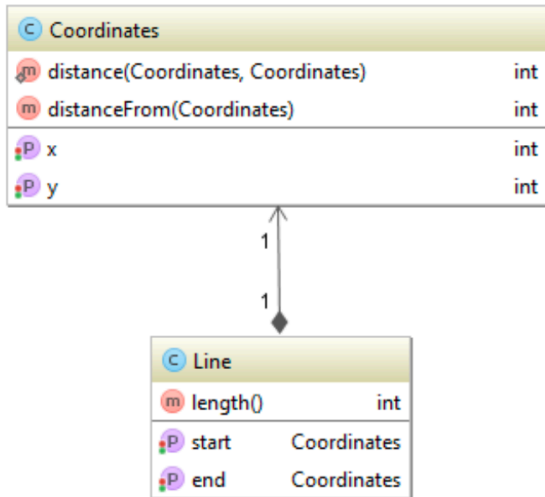 C Coordinates
m distance(Coordinates, Coordinates) int
m distanceFrom(Coordinates) int
P x int
P y int
1
1
C Line
m length() int
P start Coordinates
P end Coordinates